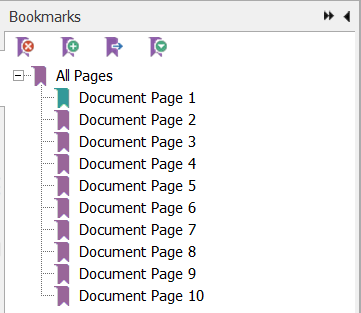 Bookmarks
All Pages
Document Page 1
Document Page 2
Document Page 3
Document Page 4
Document Page 5
Document Page 6
Document Page 7
Document Page 8
Document Page 9
Document Page 10